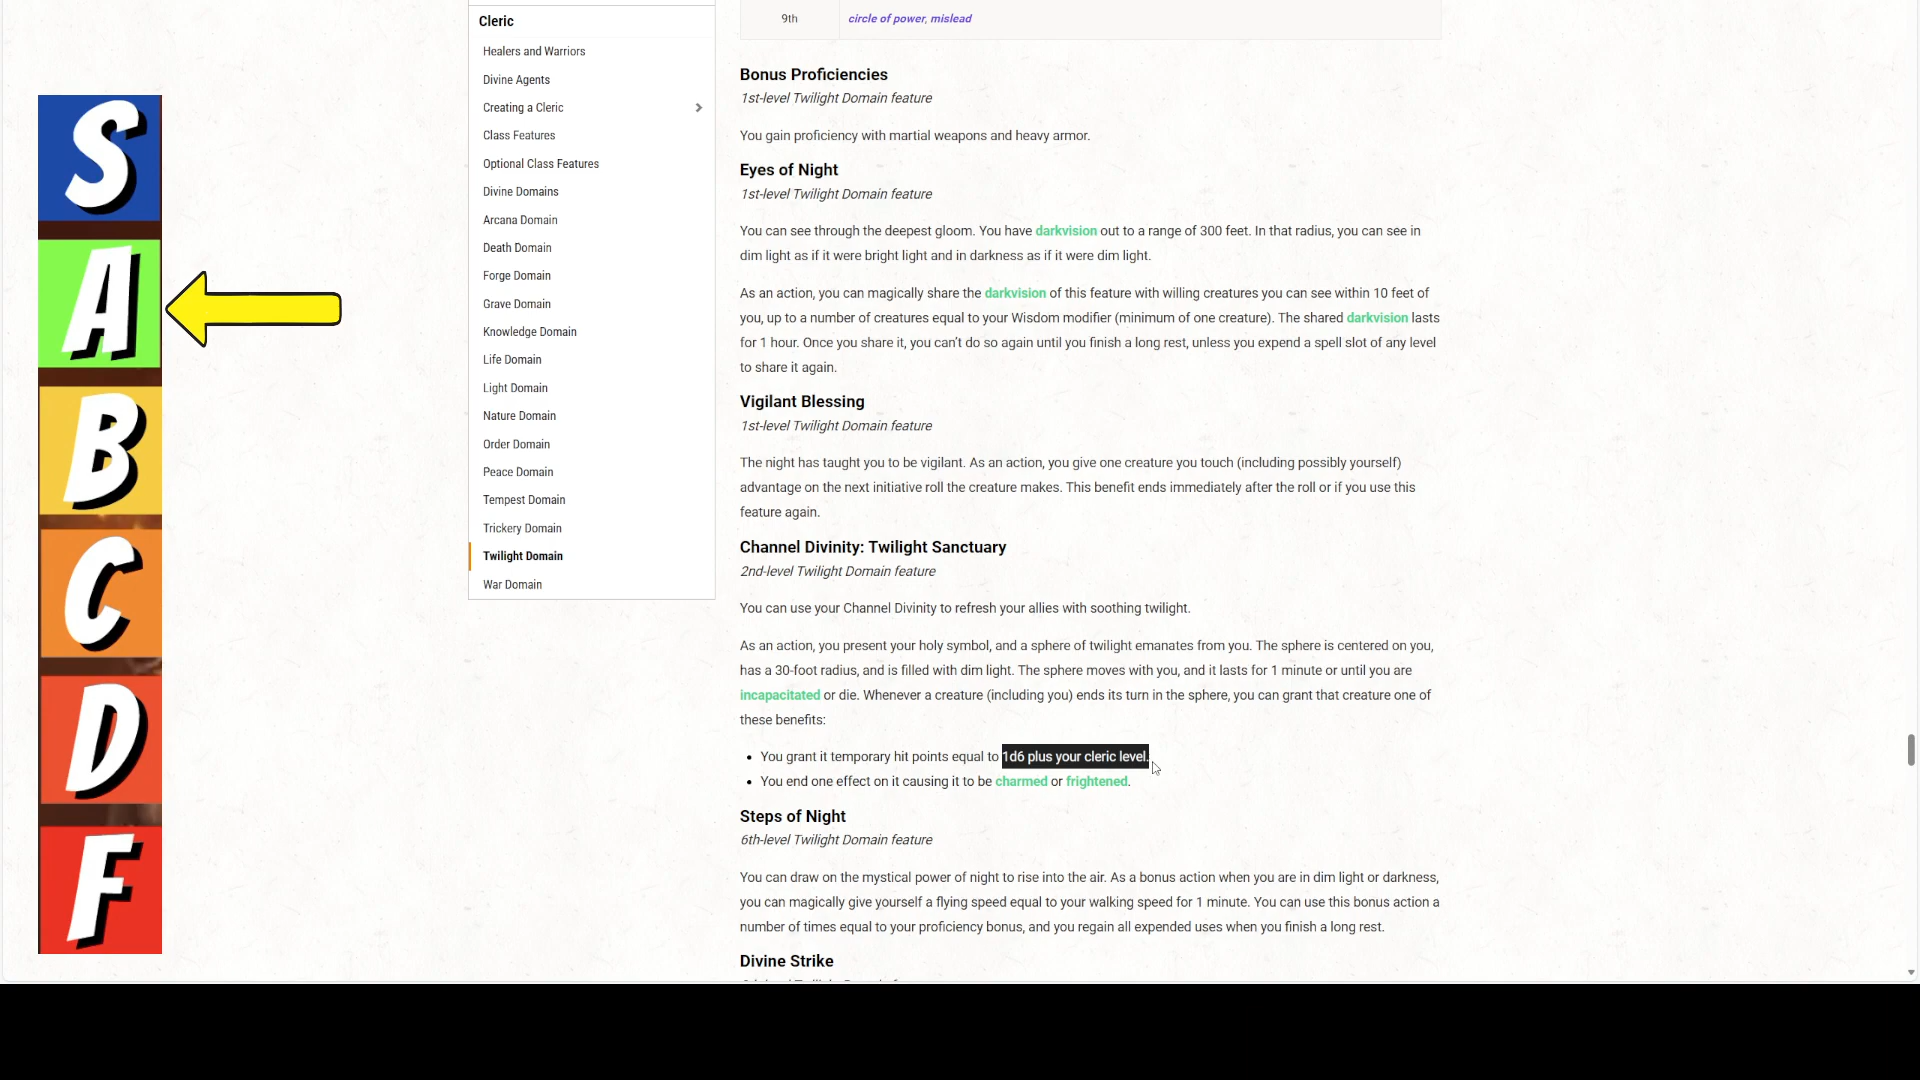 S
A
B
C
D
F
Cleric
Healers and Warriors
Divine Agents
Creating a Cleric
Class Features
Optional Class Features
Divine Domains
Arcana Domain
Death Domain
Forge Domain
Grave Domain
Knowledge Domain
Life Domain
Light Domain
Nature Domain
Order Domain
Peace Domain
Tempest Domain
Trickery Domain
Twilight Domain
War Domain
9th circle of power, mislead
Bonus Proficiencies
1st-level Twilight Domain feature
You gain proficiency with martial weapons and heavy armor.
Eyes of Night
1st-level Twilight Domain feature
You can see through the deepest gloom. You have darkvision out to a range of 300 feet. In that radius, you can see in
dim light as if it were bright light and in darkness as if it were dim light.
As an action, you can magically share the darkvision of this feature with willing creatures you can see within 10 feet of
you, up to a number of creatures equal to your Wisdom modifier (minimum of one creature). The shared darkvision lasts
for 1 hour. Once you share it, you can't do so again until you finish a long rest, unless you expend a spell slot of any level
to share it again.
Vigilant Blessing
1st-level Twilight Domain feature
The night has taught you to be vigilant. As an action, you give one creature you touch (including possibly yourself)
advantage on the next initiative roll the creature makes. This benefit ends immediately after the roll or if you use this
feature again.
Channel Divinity: Twilight Sanctuary
2nd-level Twilight Domain feature
You can use your Channel Divinity to refresh your allies with soothing twilight.
As an action, you present your holy symbol, and a sphere of twilight emanates from you. The sphere is centered on you,
has a 30-foot radius, and is filled with dim light. The sphere moves with you, and it lasts for 1 minute or until you are
incapacitated or die. Whenever a creature (including you) ends its turn in the sphere, you can grant that creature one of
these benefits:
• You grant it temporary hit points equal to 1d6 plus your cleric level.
• You end one effect on it causing it to be charmed or frightened.
Steps of Night
6th-level Twilight Domain feature
You can draw on the mystical power of night to rise into the air. As a bonus action when you are in dim light or darkness,
you can magically give yourself a flying speed equal to your walking speed for 1 minute. You can use this bonus action a
number of times equal to your proficiency bonus, and you regain all expended uses when you finish a long rest.
Divine Strike